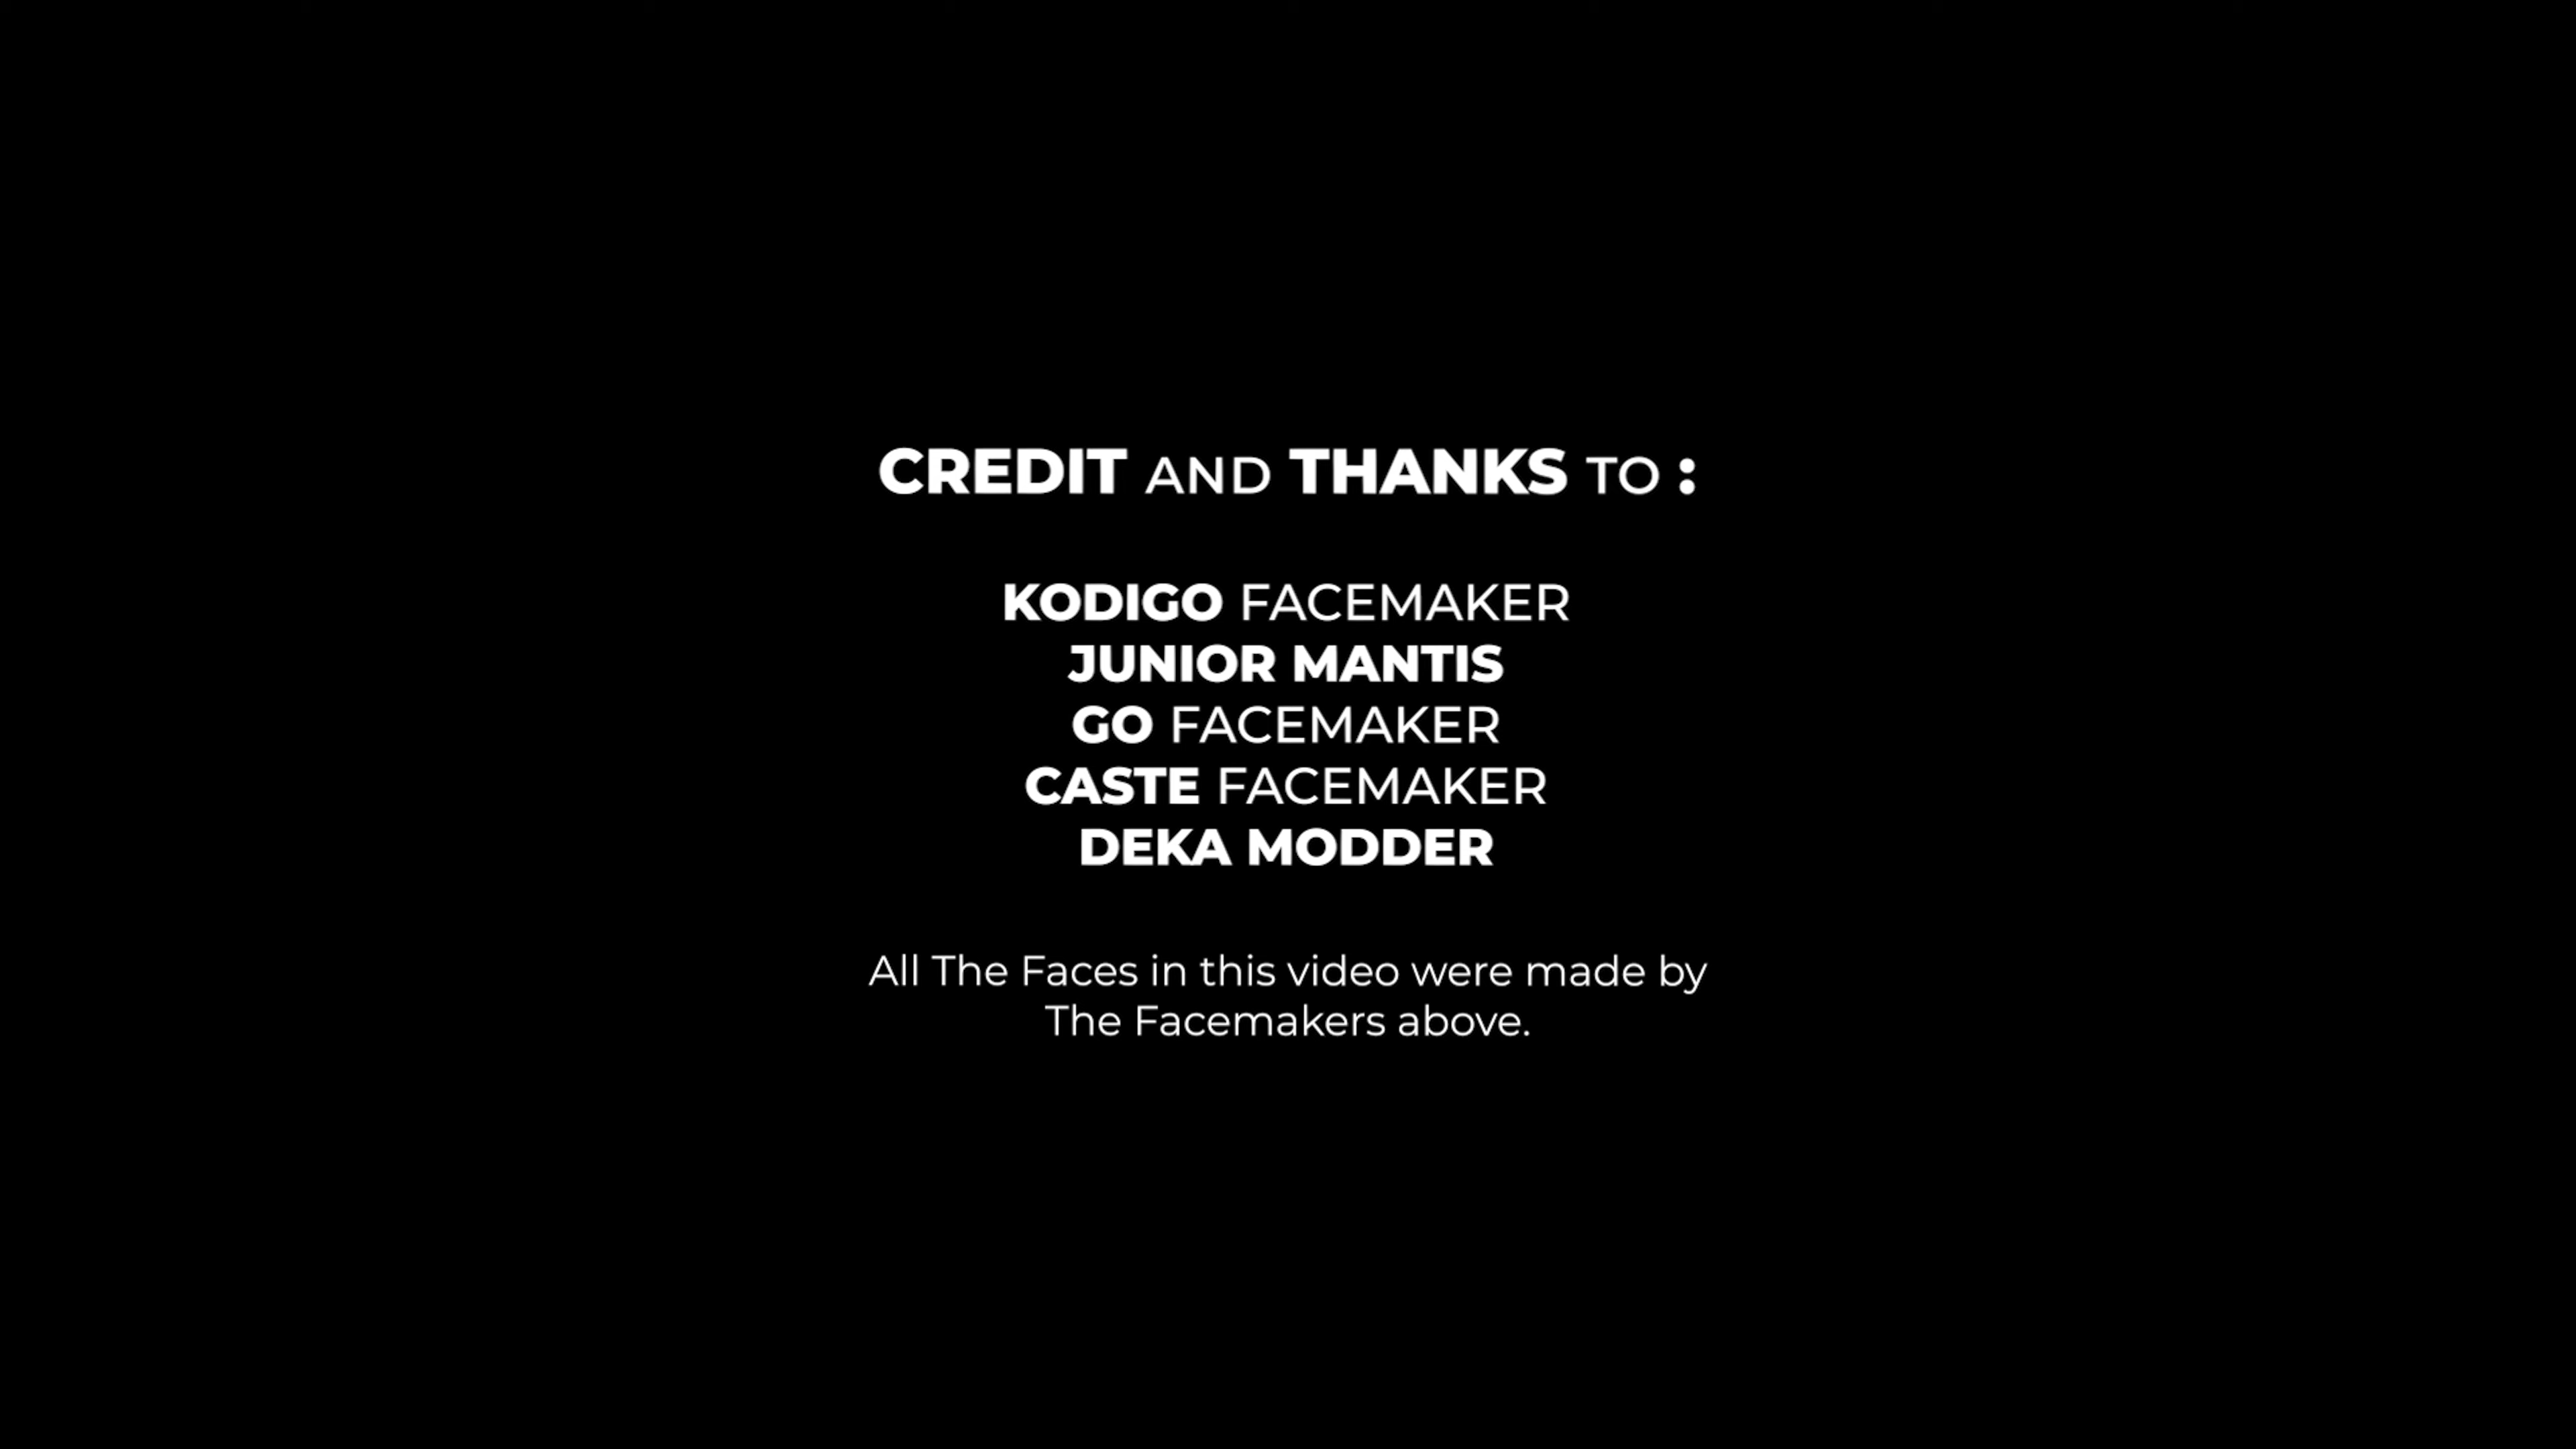 CREDIT AND THANKS TO :
KODIGO FACEMAKER
JUNIOR MANTIS
GO FACEMAKER
CASTE FACEMAKER
DEKA MODDER
All The Faces in this video were made by
The Facemakers above.